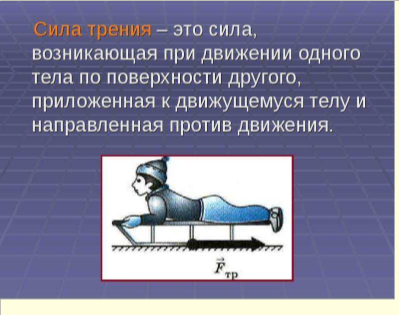 Сила трения – это сила,
возникающая при движении одного
тела по поверхности другого,
приложенная к движущемуся телу и
направленная против движения.
F⃗тр